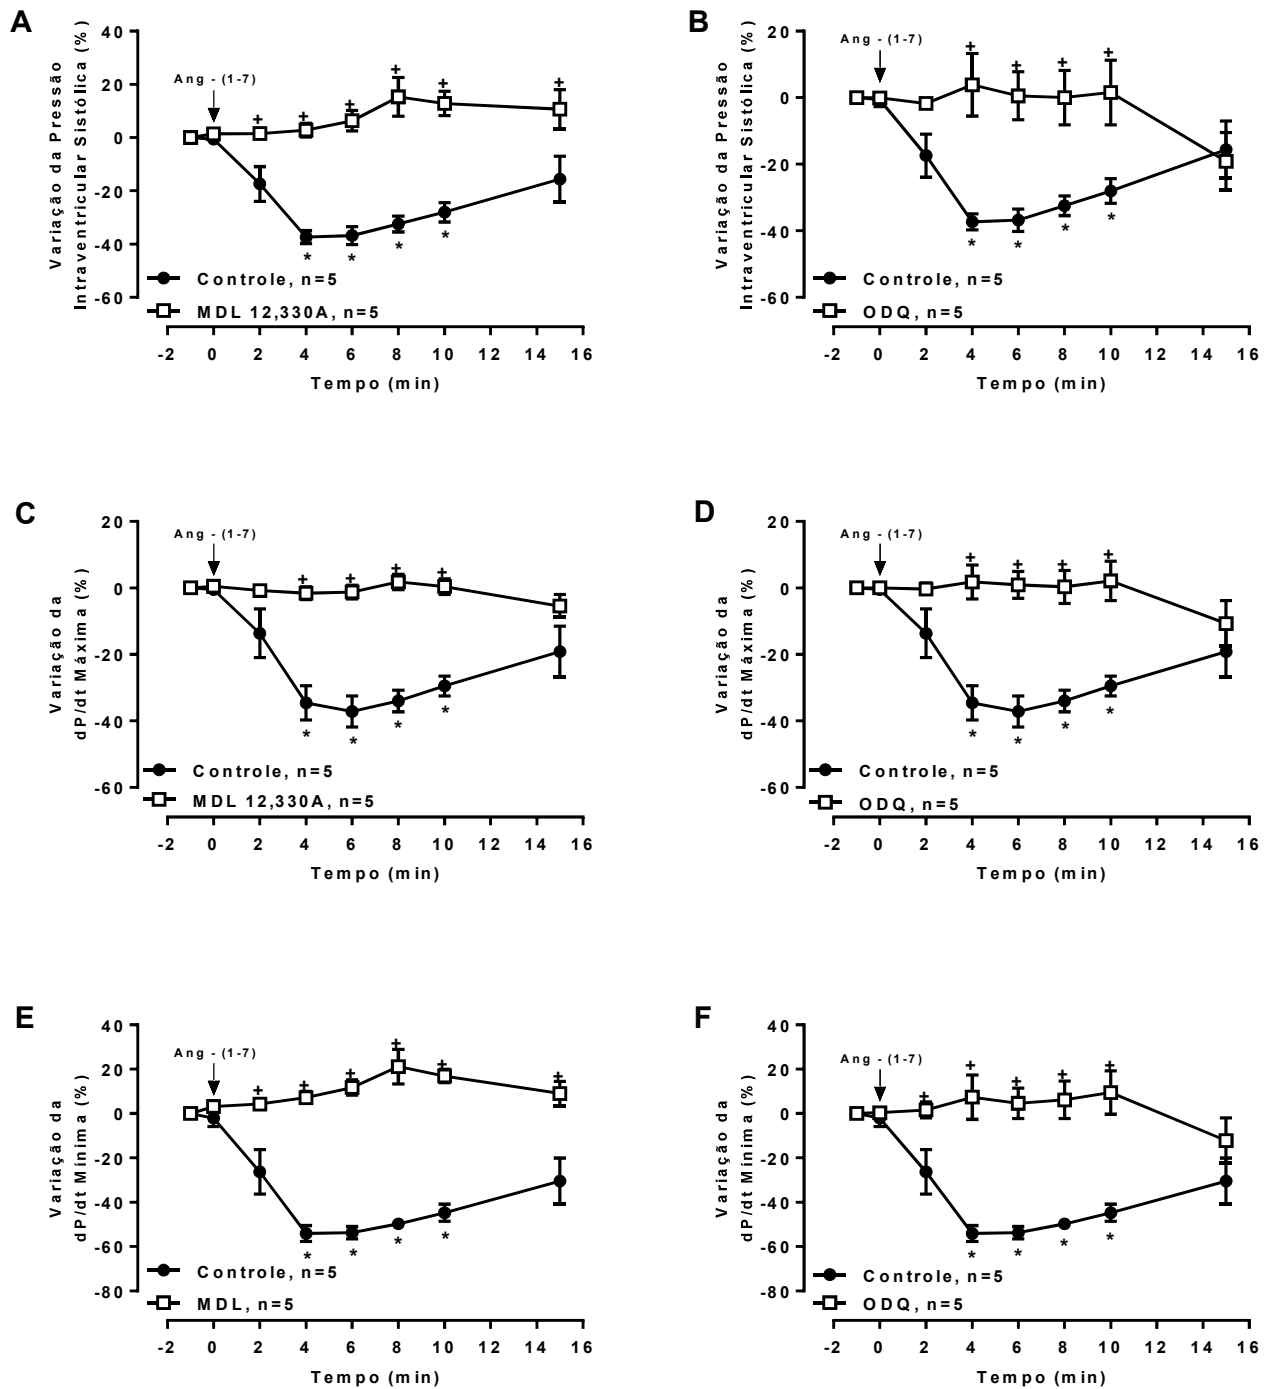 A
Variação da Pressão
Intraventricular Sistólica (%)
40
20
0
-20
-40
-60
Ang - (1-7)
+ + + + + +
* * * *
Controle, n=5
MDL 12,330A, n=5
-2 0 2 4 6 8 10 12 14 16
Tempo (min)
B
Variação da Pressão
Intraventricular Sistólica (%)
20
0
-20
-40
-60
Ang - (1-7)
+ + + +
* * * *
Controle, n=5
ODQ, n=5
-2 0 2 4 6 8 10 12 14 16
Tempo (min)
C
Variação da
dP/dt Máxima (%)
20
0
-20
-40
-60
Ang - (1-7)
+ + + +
* * * *
Controle, n=5
MDL 12,330A, n=5
-2 0 2 4 6 8 10 12 14 16
Tempo (min)
D
Variação da
dP/dt Máxima (%)
20
0
-20
-40
-60
Ang - (1-7)
+ + + +
* * * *
Controle, n=5
ODQ, n=5
-2 0 2 4 6 8 10 12 14 16
Tempo (min)
E
Variação da
dP/dt Mínima (%)
40
20
0
-20
-40
-60
-80
Ang - (1-7)
+ + + + + +
* * * *
Controle, n=5
MDL, n=5
-2 0 2 4 6 8 10 12 14 16
Tempo (min)
F
Variação da
dP/dt Mínima (%)
40
20
0
-20
-40
-60
-80
Ang - (1-7)
+ + + + +
* * * *
Controle, n=5
ODQ, n=5
-2 0 2 4 6 8 10 12 14 16
Tempo (min)